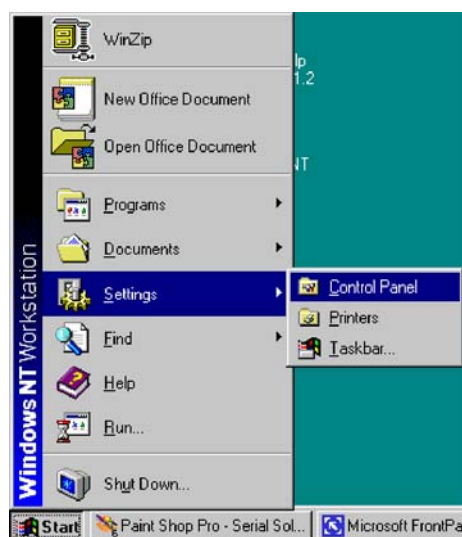 WinZip
lp
1.2
New Office Document
Open Office Document
NT
Programs
Documents
Settings
Control Panel
Printers
Taskbar...
Find
Help
Run...
Shut Down...
Windows NT Workstation
Start
Paint Shop Pro - Serial Sol...
Microsoft FrontPa